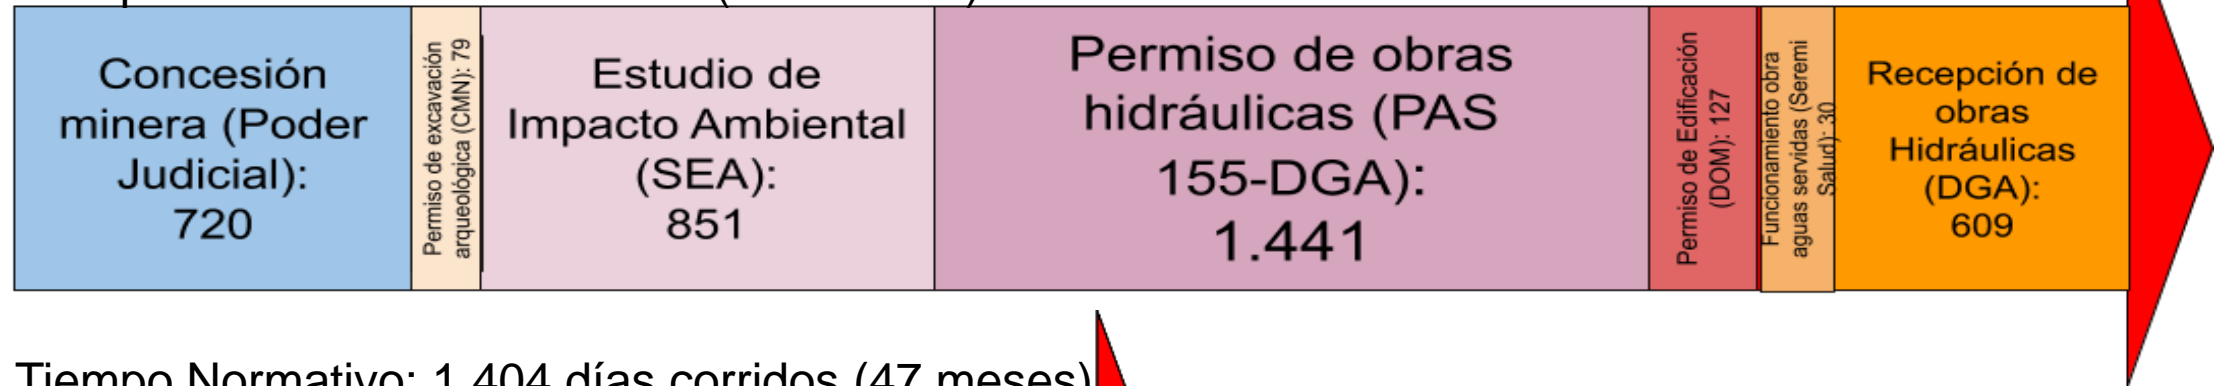 Concesión
minera (Poder
Judicial):
720
Permiso de excavación
arqueológica (CMN): 79
Estudio de
Impacto Ambiental
(SEA):
851
Permiso de obras
hidráulicas (PAS
155-DGA):
1.441
Permiso de Edificación
(DOM): 127
Funcionamiento obra
aguas servidas (Seremi
Salud): 30
Recepción de
obras
Hidráulicas
(DGA):
609
Tiempo Normativo: 1.404 días corridos (47 meses)